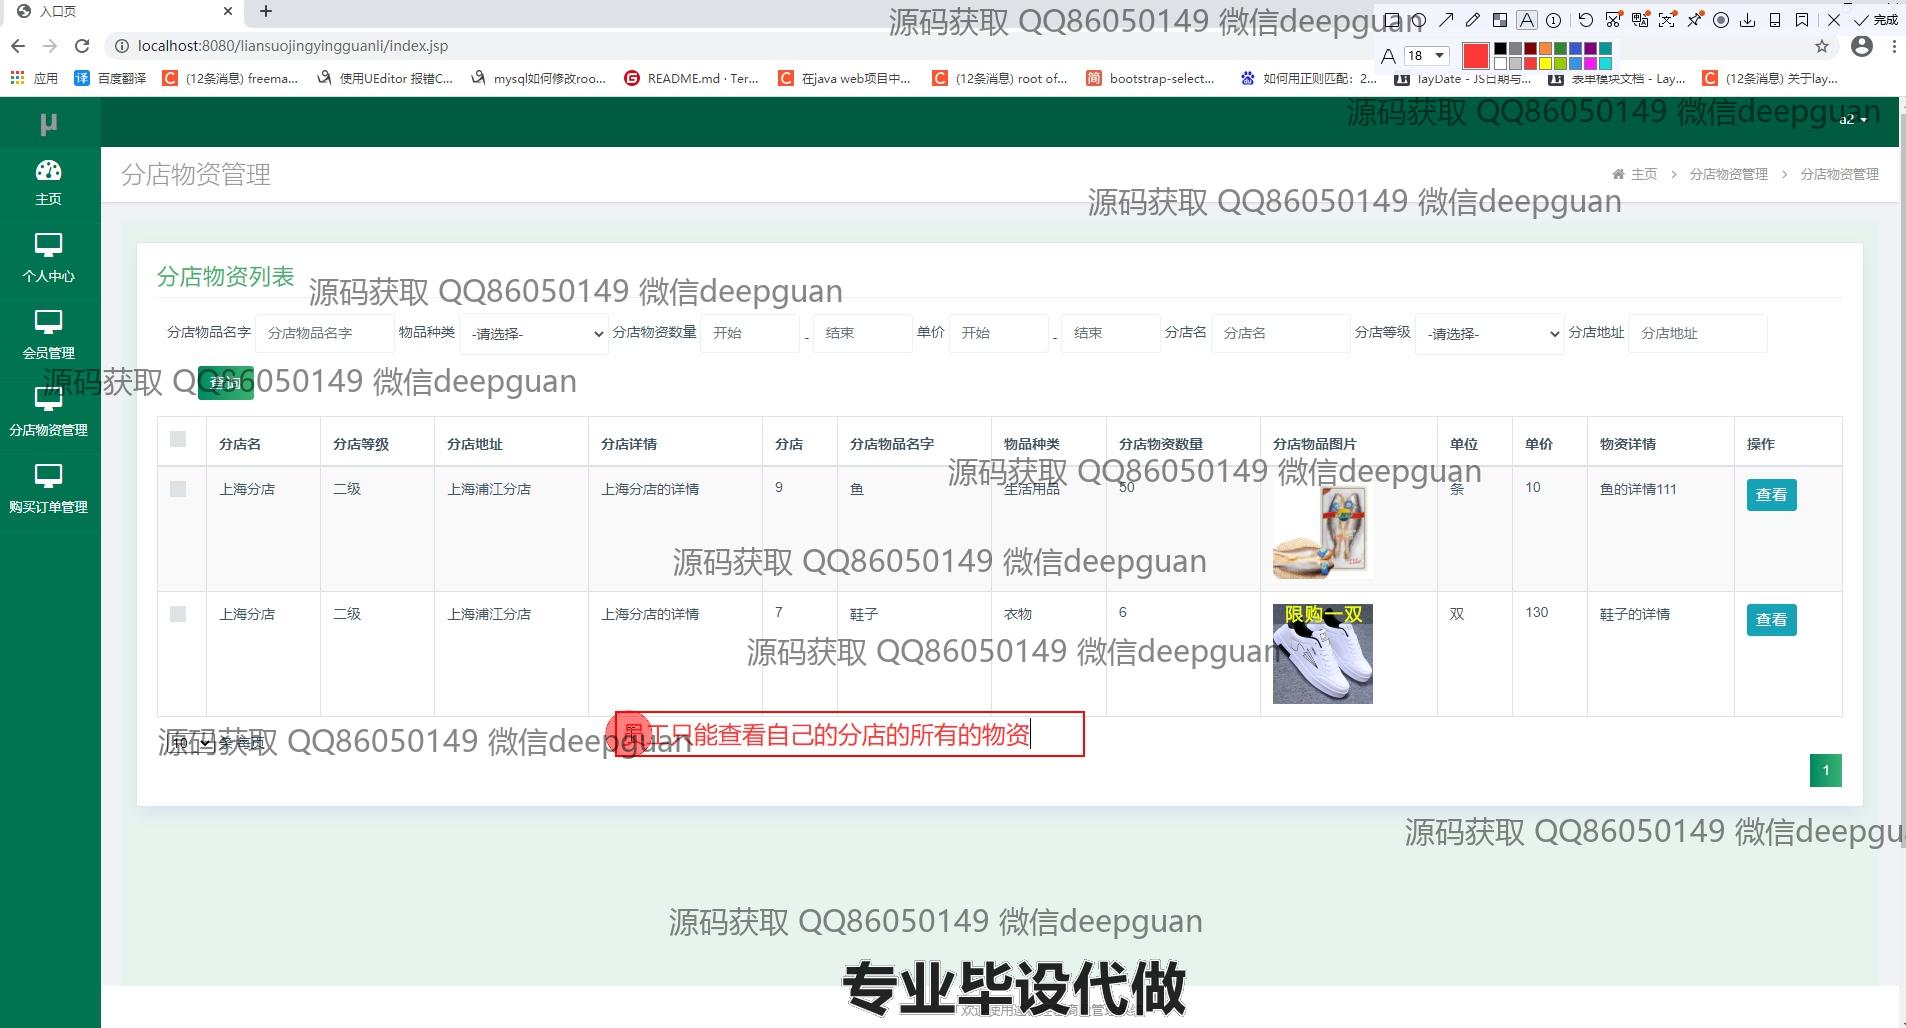 入口页
源码获取 QQ86050149 微信deepguan
完成
localhost:8080/liansuojingyingguanli/index.jsp
18
应用 百度翻译 (12条消息) freema... 使用UEditor 报错C... mysql如何修改roo... README.md · Ter... 在java web项目中... (12条消息) root of... bootstrap-select... 如何用正则匹配：2... layDate - JS日期与... 表单模块文档 - Lay... (12条消息) 关于lay...
源码获取 QQ86050149 微信deepguan
μ
a2
主页
分店物资管理
主页 > 分店物资管理 > 分店物资管理
源码获取 QQ86050149 微信deepguan
个人中心
分店物资列表
源码获取 QQ86050149 微信deepguan
会员管理
分店物品名字 分店物品名字 物品种类 -请选择- 分店物资数量 开始 - 结束 单价 开始 - 结束 分店名 分店名 分店等级 -请选择- 分店地址 分店地址
查询
源码获取 QQ86050149 微信deepguan
分店物资管理
购买订单管理
分店名 分店等级 分店地址 分店详情 分店 分店物品名字 物品种类 分店物资数量 分店物品图片 单位 单价 物资详情 操作
源码获取 QQ86050149 微信deepguan
上海分店 二级 上海浦江分店 上海分店的详情 9 鱼 生活用品 50 条 10 鱼的详情111 查看
源码获取 QQ86050149 微信deepguan
上海分店 二级 上海浦江分店 上海分店的详情 7 鞋子 衣物 6 双 130 鞋子的详情 查看
限购一双
源码获取 QQ86050149 微信deepguan
员工只能查看自己的分店的所有的物资
源码获取 QQ86050149 微信deepguan
10 条 每页
1
源码获取 QQ86050149 微信deepgu
源码获取 QQ86050149 微信deepguan
专业毕设代做